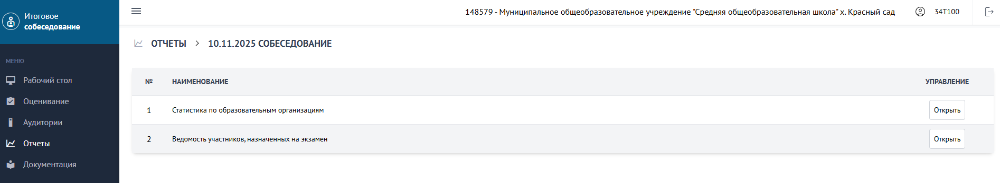 Итоговое
собеседование
148579 - Муниципальное общеобразовательное учреждение "Средняя общеобразовательная школа" х. Красный сад
34Т100
МЕНЮ
Рабочий стол
Оценивание
Аудитории
Отчеты
Документация
ОТЧЕТЫ > 10.11.2025 СОБЕСЕДОВАНИЕ
№ НАИМЕНОВАНИЕ УПРАВЛЕНИЕ
1 Статистика по образовательным организациям Открыть
2 Ведомость участников, назначенных на экзамен Открыть